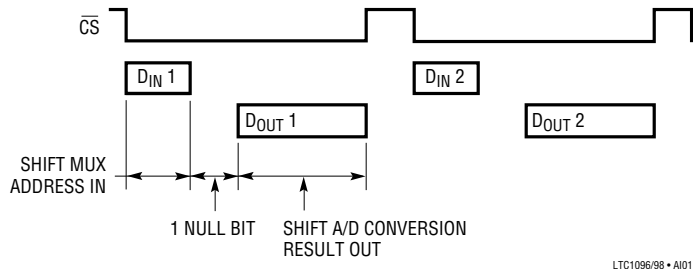 CS
DIN 1
DIN 2
DOUT 1
DOUT 2
SHIFT MUX
ADDRESS IN
1 NULL BIT
SHIFT A/D CONVERSION
RESULT OUT
LTC1096/98 • AI01